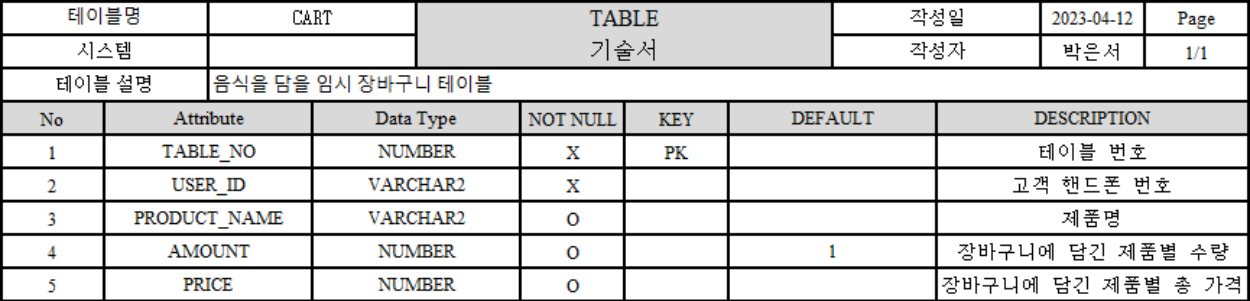 테이블명 CART TABLE 기술서 작성일 2023-04-12 Page
시스템 작성자 박은서 1/1
테이블 설명 음식을 담을 임시 장바구니 테이블
No Attribute Data Type NOT NULL KEY DEFAULT DESCRIPTION
1 TABLE_NO NUMBER X PK 테이블 번호
2 USER_ID VARCHAR2 X 고객 핸드폰 번호
3 PRODUCT_NAME VARCHAR2 O 제품명
4 AMOUNT NUMBER O 1 장바구니에 담긴 제품별 수량
5 PRICE NUMBER O 장바구니에 담긴 제품별 총 가격